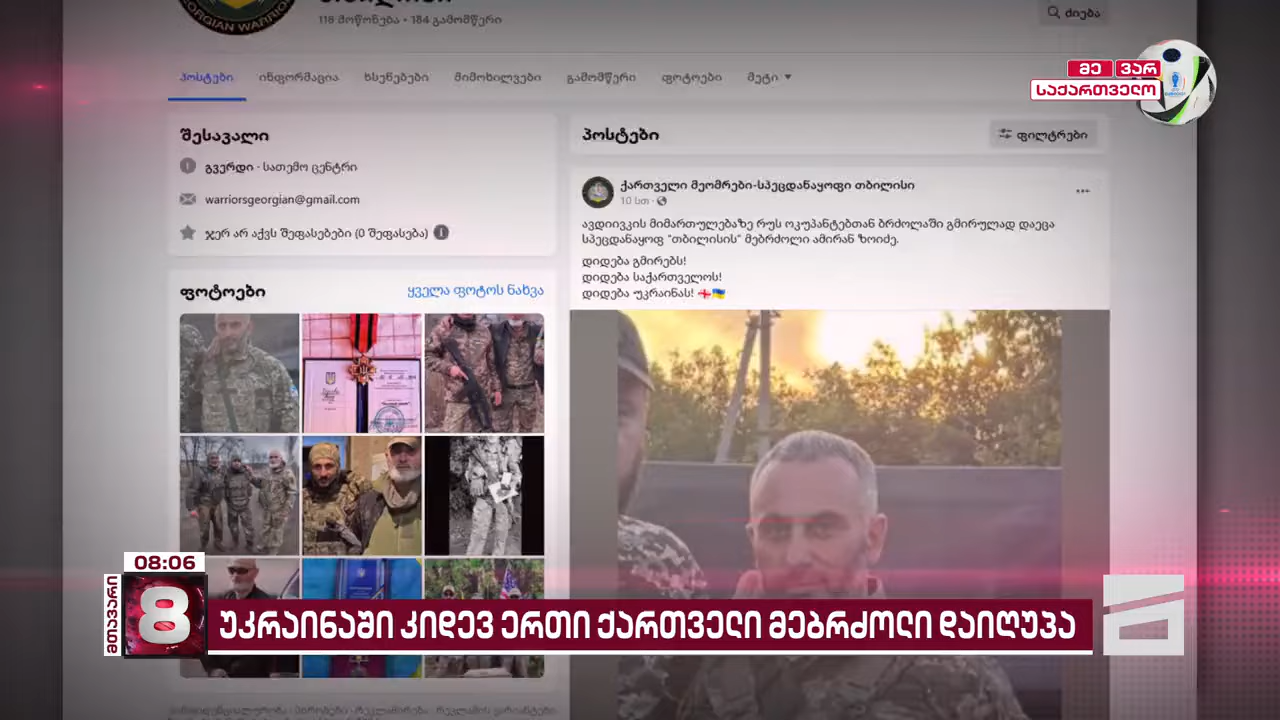 GEORGIAN WARRIOR
118 მოწონება • 184 გამომწერი
ძიება
პოსტები ინფორმაცია ხსენებები მიმოხილვები გამომწერი ფოტოები მეტი
მე ვარ
საქართველო
შესავალი
გვერდი · სათემო ცენტრი
warriorsgeorgian@gmail.com
ჯერ არ აქვს შეფასებები (0 შეფასება)
ფოტოები
ყველა ფოტოს ნახვა
პოსტები
ფილტრები
ქართველი მეომრები-სპეცდანაყოფი თბილისი
10 სთ ·
ავდიივკის მიმართულებაზე რუს ოკუპანტებთან ბრძოლაში გმირულად დაეცა
სპეცდანაყოფ "თბილისის" მებრძოლი ამირან ზოიძე.
დიდება გმირებს!
დიდება საქართველოს!
დიდება უკრაინას!
08:06
მთავარი
8
უკრაინაში კიდევ ერთი ქართველი მებრძოლი დაიღუპა